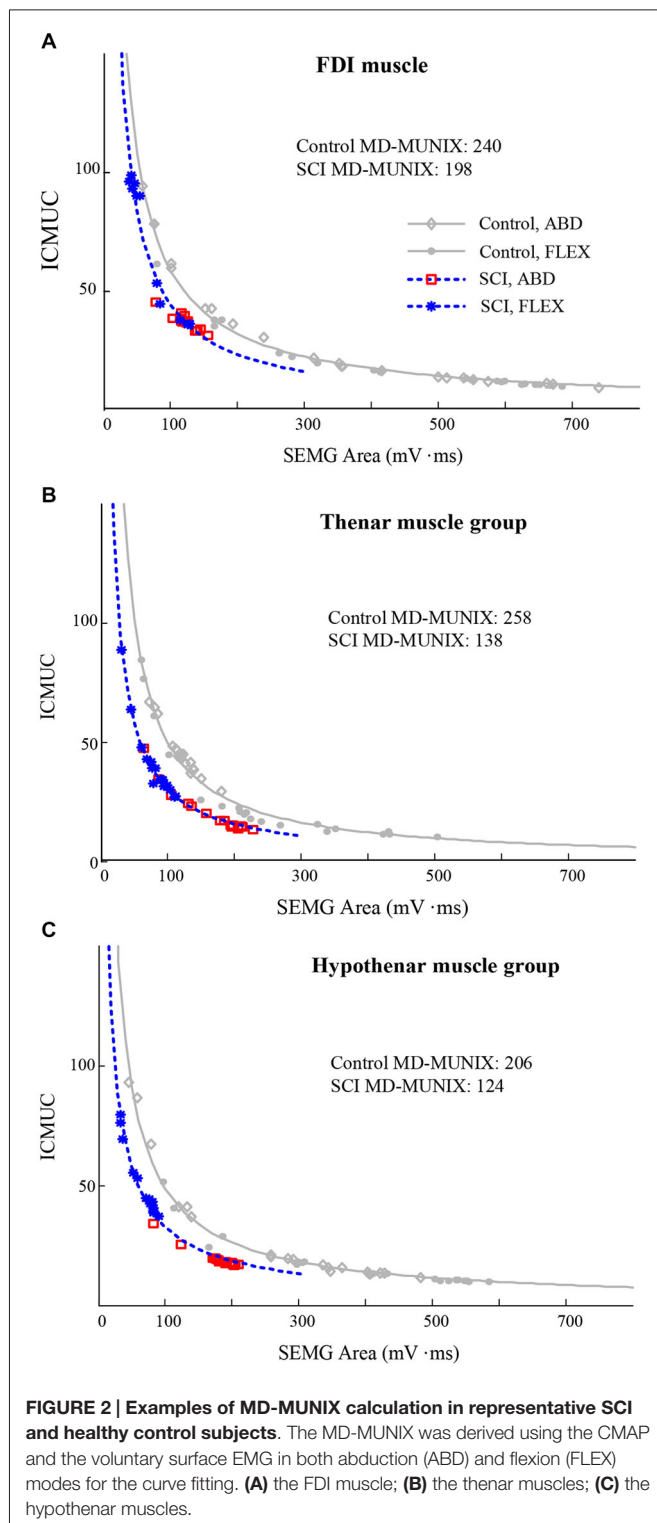 A
FDI muscle
Control MD-MUNIX: 240
SCI MD-MUNIX: 198
Control, ABD
Control, FLEX
SCI, ABD
SCI, FLEX
ICMUC
100
50
0 100 300 500 700
SEMG Area (mV ·ms)
B
Thenar muscle group
Control MD-MUNIX: 258
SCI MD-MUNIX: 138
ICMUC
100
50
0
0 100 300 500 700
SEMG Area (mV ·ms)
C
Hypothenar muscle group
Control MD-MUNIX: 206
SCI MD-MUNIX: 124
ICMUC
100
50
0 100 300 500 700
SEMG Area (mV ·ms)
FIGURE 2 | Examples of MD-MUNIX calculation in representative SCI
and healthy control subjects. The MD-MUNIX was derived using the CMAP
and the voluntary surface EMG in both abduction (ABD) and flexion (FLEX)
modes for the curve fitting. (A) the FDI muscle; (B) the thenar muscles; (C) the
hypothenar muscles.